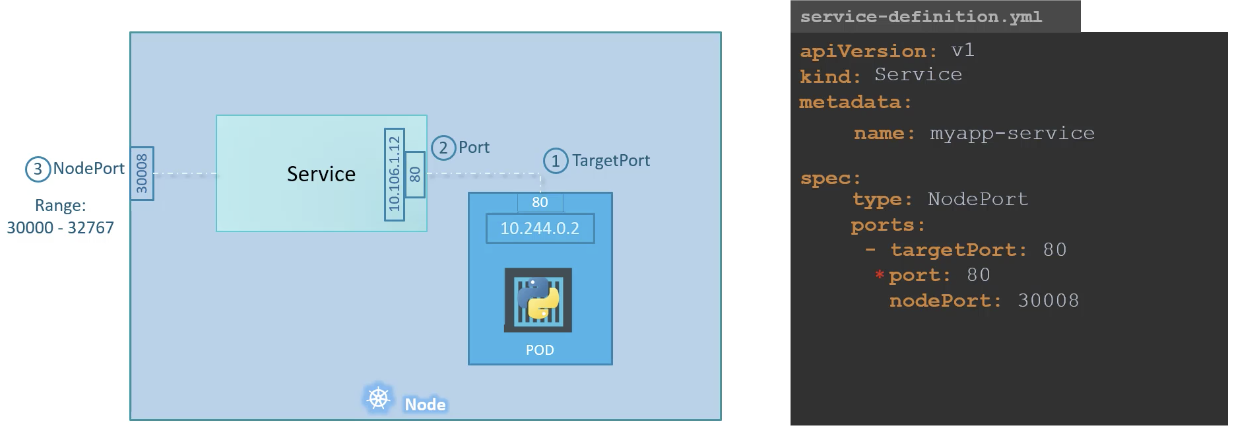 3 NodePort
Range:
30000 - 32767
30008
Service
10.106.1.12
80
2 Port
1 TargetPort
80
10.244.0.2
POD
Node
service-definition.yml
apiVersion: v1
kind: Service
metadata:
name: myapp-service
spec:
type: NodePort
ports:
- targetPort: 80
*port: 80
nodePort: 30008